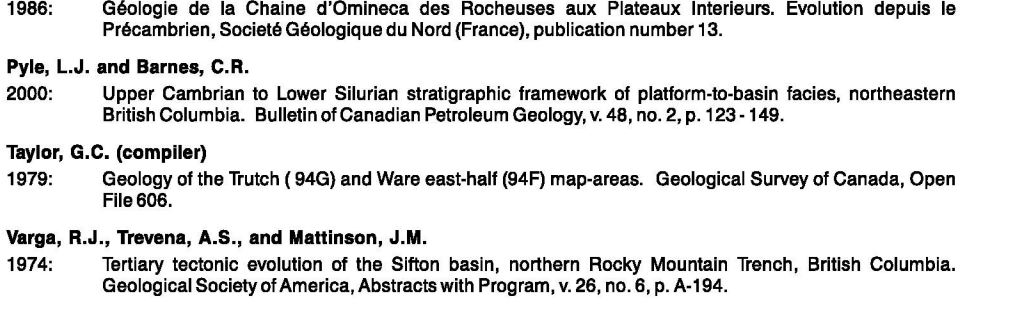 1986: Géologie de la Chaine d'Omineca des Rocheuses aux Plateaux Interieurs. Evolution depuis le
Précambrien, Societé Géologique du Nord (France), publication number 13.
Pyle, L.J. and Barnes, C.R.
2000: Upper Cambrian to Lower Silurian stratigraphic framework of platform-to-basin facies, northeastern
British Columbia. Bulletin of Canadian Petroleum Geology, v. 48, no. 2, p. 123 - 149.
Taylor, G.C. (compiler)
1979: Geology of the Trutch ( 94G) and Ware east-half (94F) map-areas. Geological Survey of Canada, Open
File 606.
Varga, R.J., Trevena, A.S., and Mattinson, J.M.
1974: Tertiary tectonic evolution of the Sifton basin, northern Rocky Mountain Trench, British Columbia.
Geological Society of America, Abstracts with Program, v. 26, no. 6, p. A-194.